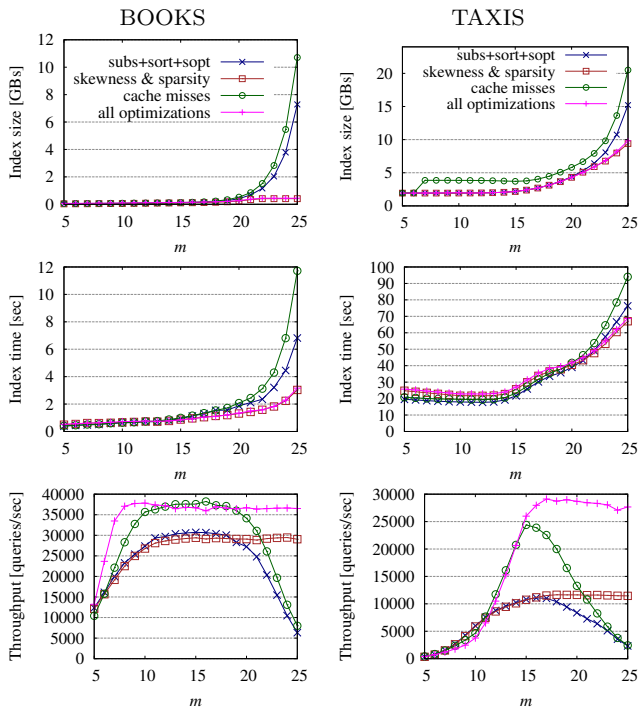 BOOKS
TAXIS
Index size [GBs]
12
10
8
6
4
2
0
subs+sort+sopt
skewness & sparsity
cache misses
all optimizations
5 10 15 20 25
m
Index size [GBs]
20
15
10
5
0
subs+sort+sopt
skewness & sparsity
cache misses
all optimizations
5 10 15 20 25
m
Index time [sec]
12
10
8
6
4
2
0
5 10 15 20 25
m
Index time [sec]
100
90
80
70
60
50
40
30
20
10
0
5 10 15 20 25
m
Throughput [queries/sec]
40000
35000
30000
25000
20000
15000
10000
5000
0
5 10 15 20 25
m
Throughput [queries/sec]
30000
25000
20000
15000
10000
5000
0
5 10 15 20 25
m